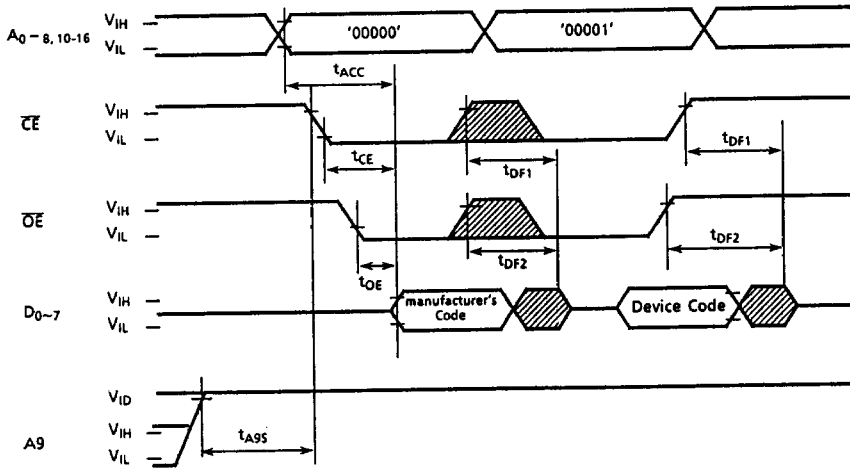 A0 – 8, 10-16 VIH '00000' '00001'
VIL
tACC
CE VIH
VIL
tCE tDF1 tDF1
OE VIH
VIL
tOE tDF2 tDF2
D0~7 VIH manufacturer's Device Code
VIL Code
VID
A9 VIH
VIL tA9S